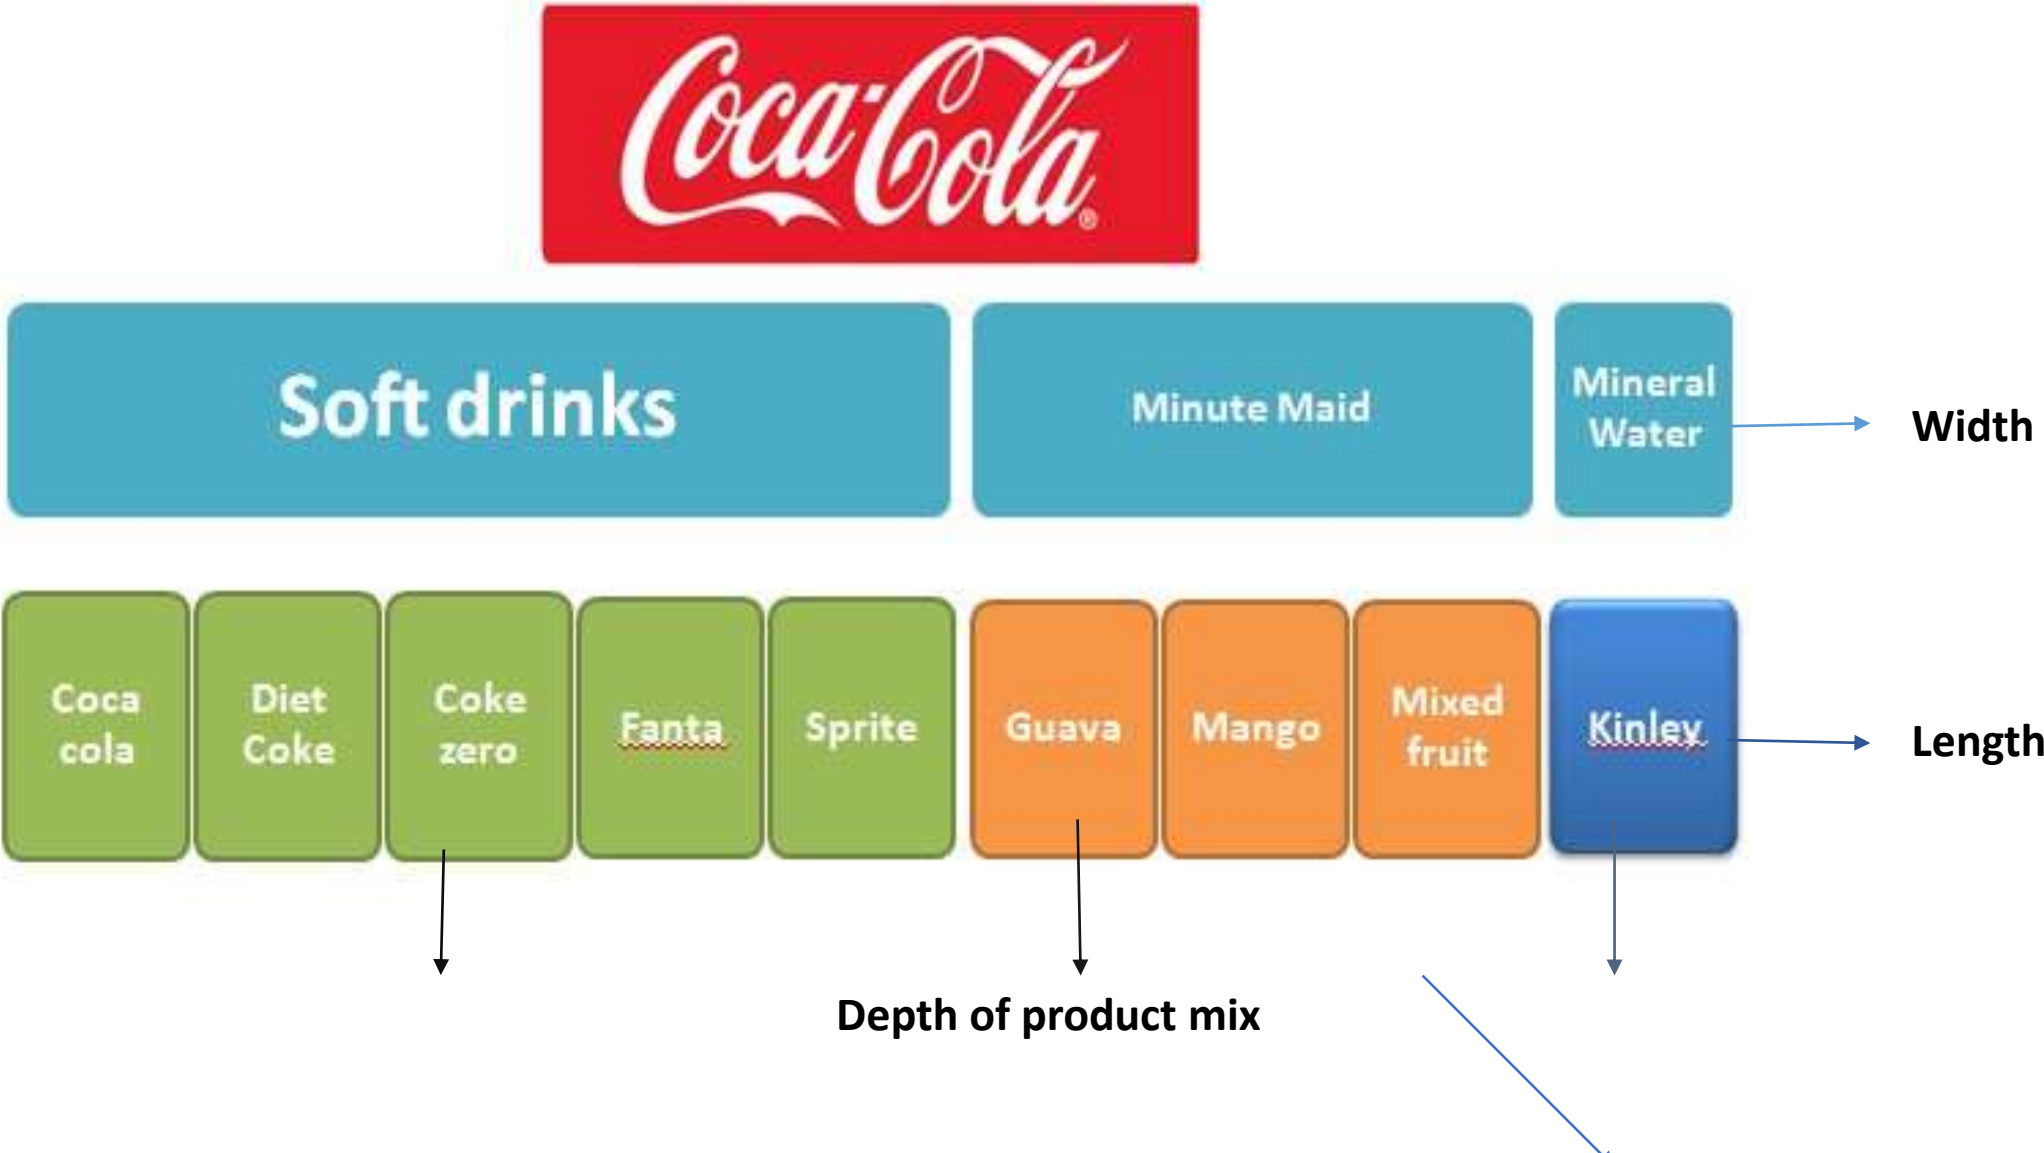 Coca-Cola®
Soft drinks
Minute Maid
Mineral
Water
Width
Coca
cola
Diet
Coke
Coke
zero
Fanta
Sprite
Guava
Mango
Mixed
fruit
Kinley
Length
Depth of product mix